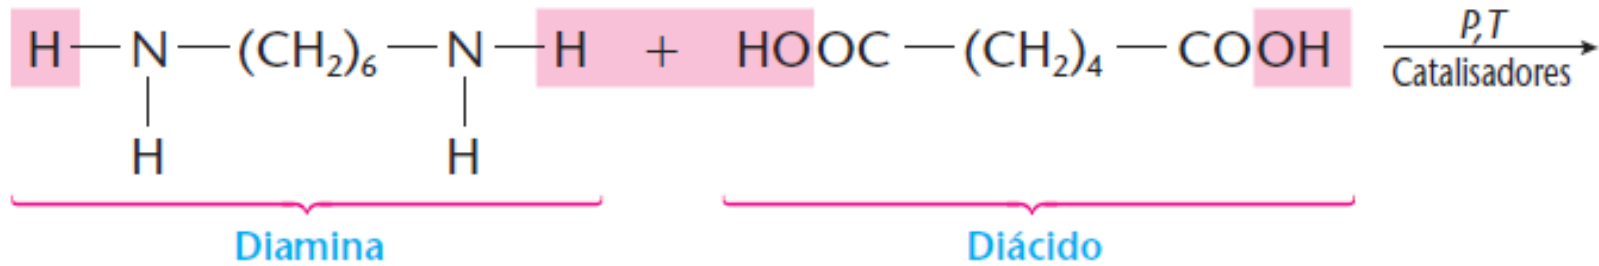 H—N—(CH₂)₆—N—H + HOOC—(CH₂)₄—COOH P,T
Catalisadores
H H
Diamina Diácido